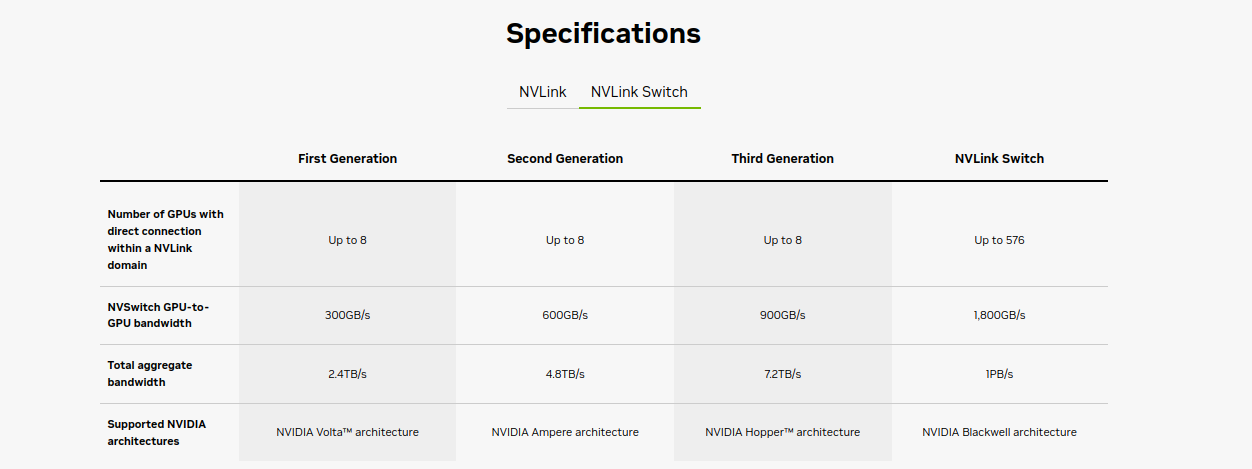 Specifications
NVLink NVLink Switch
First Generation Second Generation Third Generation NVLink Switch
Number of GPUs with
direct connection
within a NVLink
domain
Up to 8 Up to 8 Up to 8 Up to 576
NVSwitch GPU-to-
GPU bandwidth
300GB/s 600GB/s 900GB/s 1,800GB/s
Total aggregate
bandwidth
2.4TB/s 4.8TB/s 7.2TB/s 1PB/s
Supported NVIDIA
architectures
NVIDIA Volta™ architecture NVIDIA Ampere architecture NVIDIA Hopper™ architecture NVIDIA Blackwell architecture